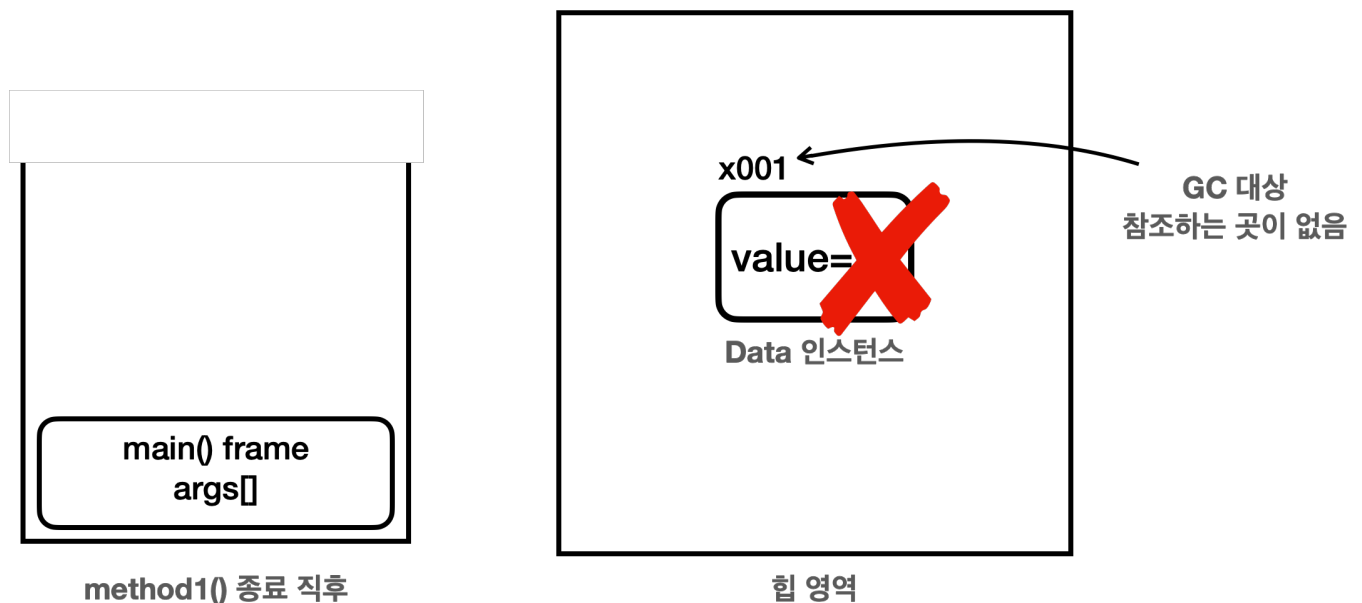 main() frame
args[]
method1() 종료 직후
x001
value=
Data 인스턴스
힙 영역
GC 대상
참조하는 곳이 없음